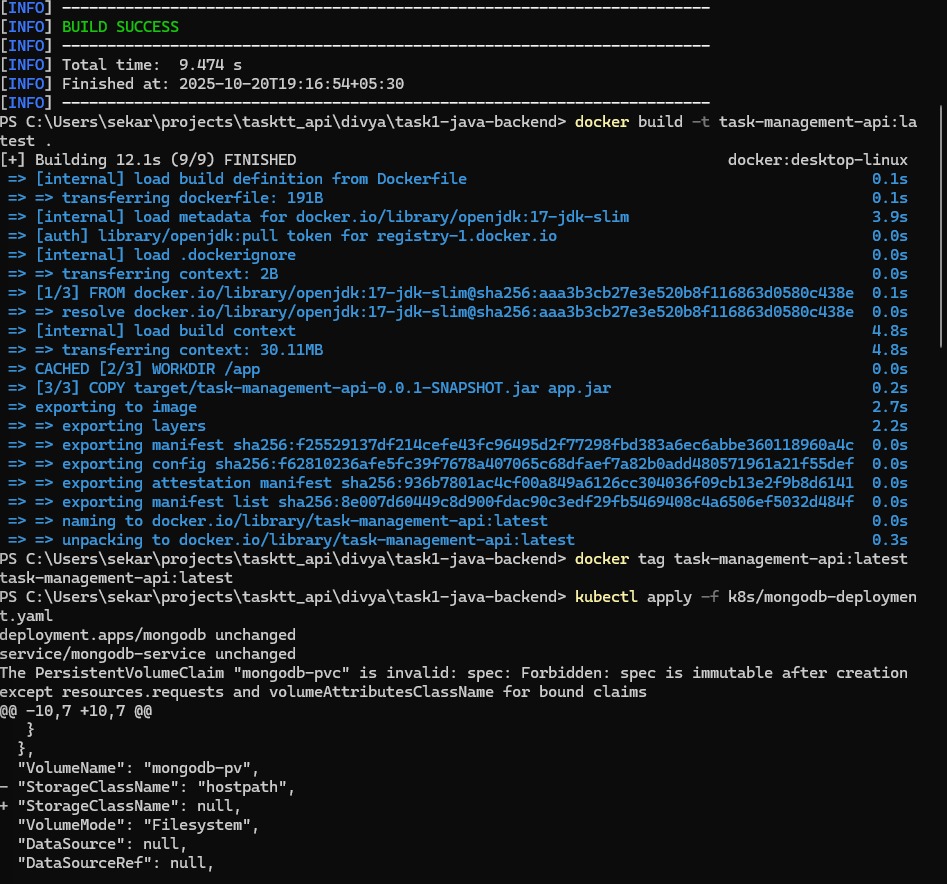 [INFO] ------------------------------------------------------------------------
[INFO] BUILD SUCCESS
[INFO] ------------------------------------------------------------------------
[INFO] Total time:  9.474 s
[INFO] Finished at: 2025-10-20T19:16:54+05:30
[INFO] ------------------------------------------------------------------------
PS C:\Users\sekar\projects\tasktt_api\divya\task1-java-backend> docker build -t task-management-api:la
test .
[+] Building 12.1s (9/9) FINISHED                                                docker:desktop-linux
 => [internal] load build definition from Dockerfile                                             0.1s
 => => transferring dockerfile: 191B                                                             0.1s
 => [internal] load metadata for docker.io/library/openjdk:17-jdk-slim                           3.9s
 => [auth] library/openjdk:pull token for registry-1.docker.io                                   0.0s
 => [internal] load .dockerignore                                                                0.0s
 => => transferring context: 2B                                                                  0.0s
 => [1/3] FROM docker.io/library/openjdk:17-jdk-slim@sha256:aaa3b3cb27e3e520b8f116863d0580c438e  0.1s
 => => resolve docker.io/library/openjdk:17-jdk-slim@sha256:aaa3b3cb27e3e520b8f116863d0580c438e  0.0s
 => [internal] load build context                                                                4.8s
 => => transferring context: 30.11MB                                                             4.8s
 => CACHED [2/3] WORKDIR /app                                                                    0.0s
 => [3/3] COPY target/task-management-api-0.0.1-SNAPSHOT.jar app.jar                             0.2s
 => exporting to image                                                                           2.7s
 => => exporting layers                                                                          2.2s
 => => exporting manifest sha256:f25529137df214cefe43fc96495d2f77298fbd383a6ec6abbe360118960a4c  0.0s
 => => exporting config sha256:f62810236afe5fc39f7678a407065c68dfaef7a82b0add480571961a21f55def  0.0s
 => => exporting attestation manifest sha256:936b7801ac4cf00a849a6126cc304036f09cb13e2f9b8d6141  0.0s
 => => exporting manifest list sha256:8e007d60449c8d900fdac90c3edf29fb5469408c4a6506ef5032d484f  0.0s
 => => naming to docker.io/library/task-management-api:latest                                    0.0s
 => => unpacking to docker.io/library/task-management-api:latest                                 0.3s
PS C:\Users\sekar\projects\tasktt_api\divya\task1-java-backend> docker tag task-management-api:latest
task-management-api:latest
PS C:\Users\sekar\projects\tasktt_api\divya\task1-java-backend> kubectl apply -f k8s/mongodb-deploymen
t.yaml
deployment.apps/mongodb unchanged
service/mongodb-service unchanged
The PersistentVolumeClaim "mongodb-pvc" is invalid: spec: Forbidden: spec is immutable after creation
except resources.requests and volumeAttributesClassName for bound claims
@@ -10,7 +10,7 @@
   }
  },
  "VolumeName": "mongodb-pv",
- "StorageClassName": "hostpath",
+ "StorageClassName": null,
  "VolumeMode": "Filesystem",
  "DataSource": null,
  "DataSourceRef": null,